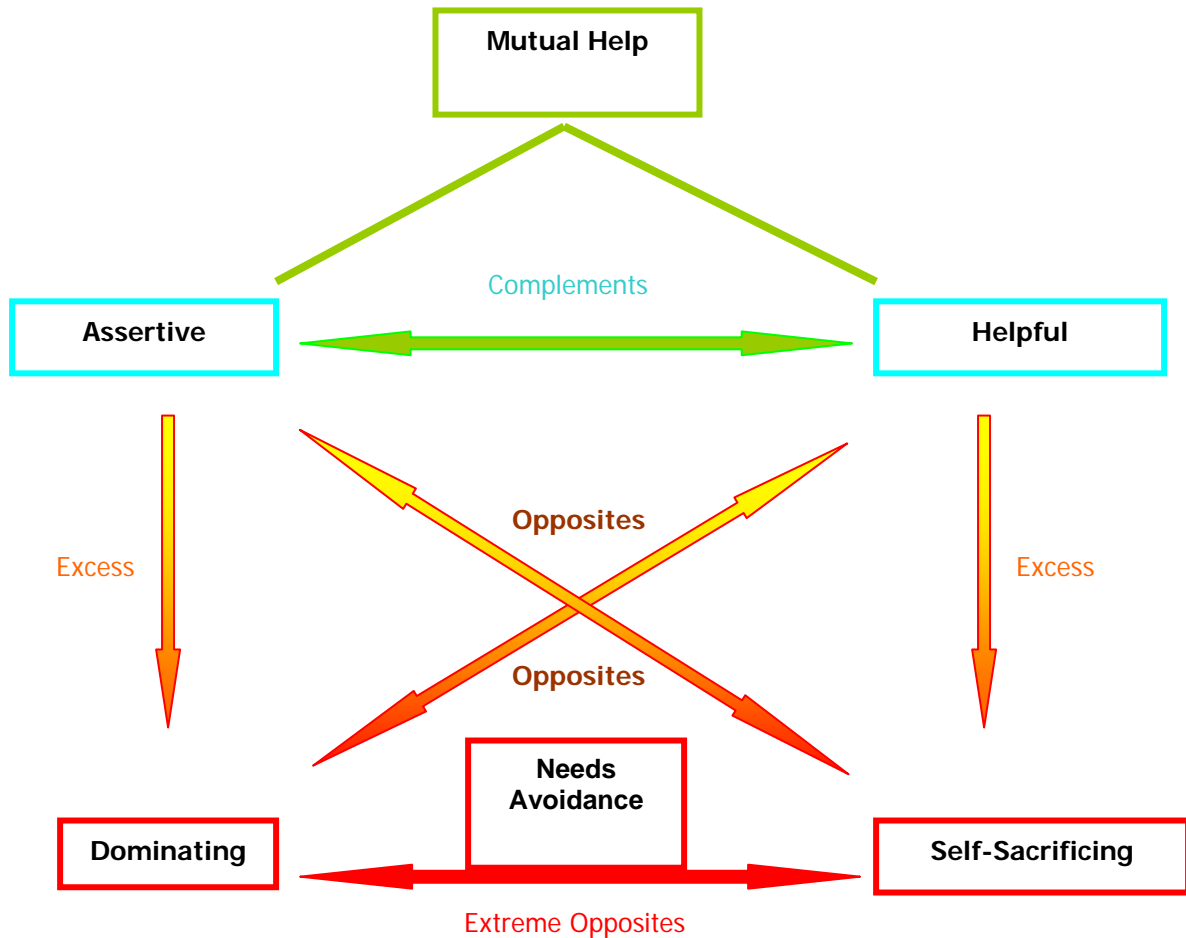 Mutual Help
Complements
Assertive
Helpful
Opposites
Excess
Excess
Opposites
Needs
Avoidance
Dominating
Self-Sacrificing
Extreme Opposites